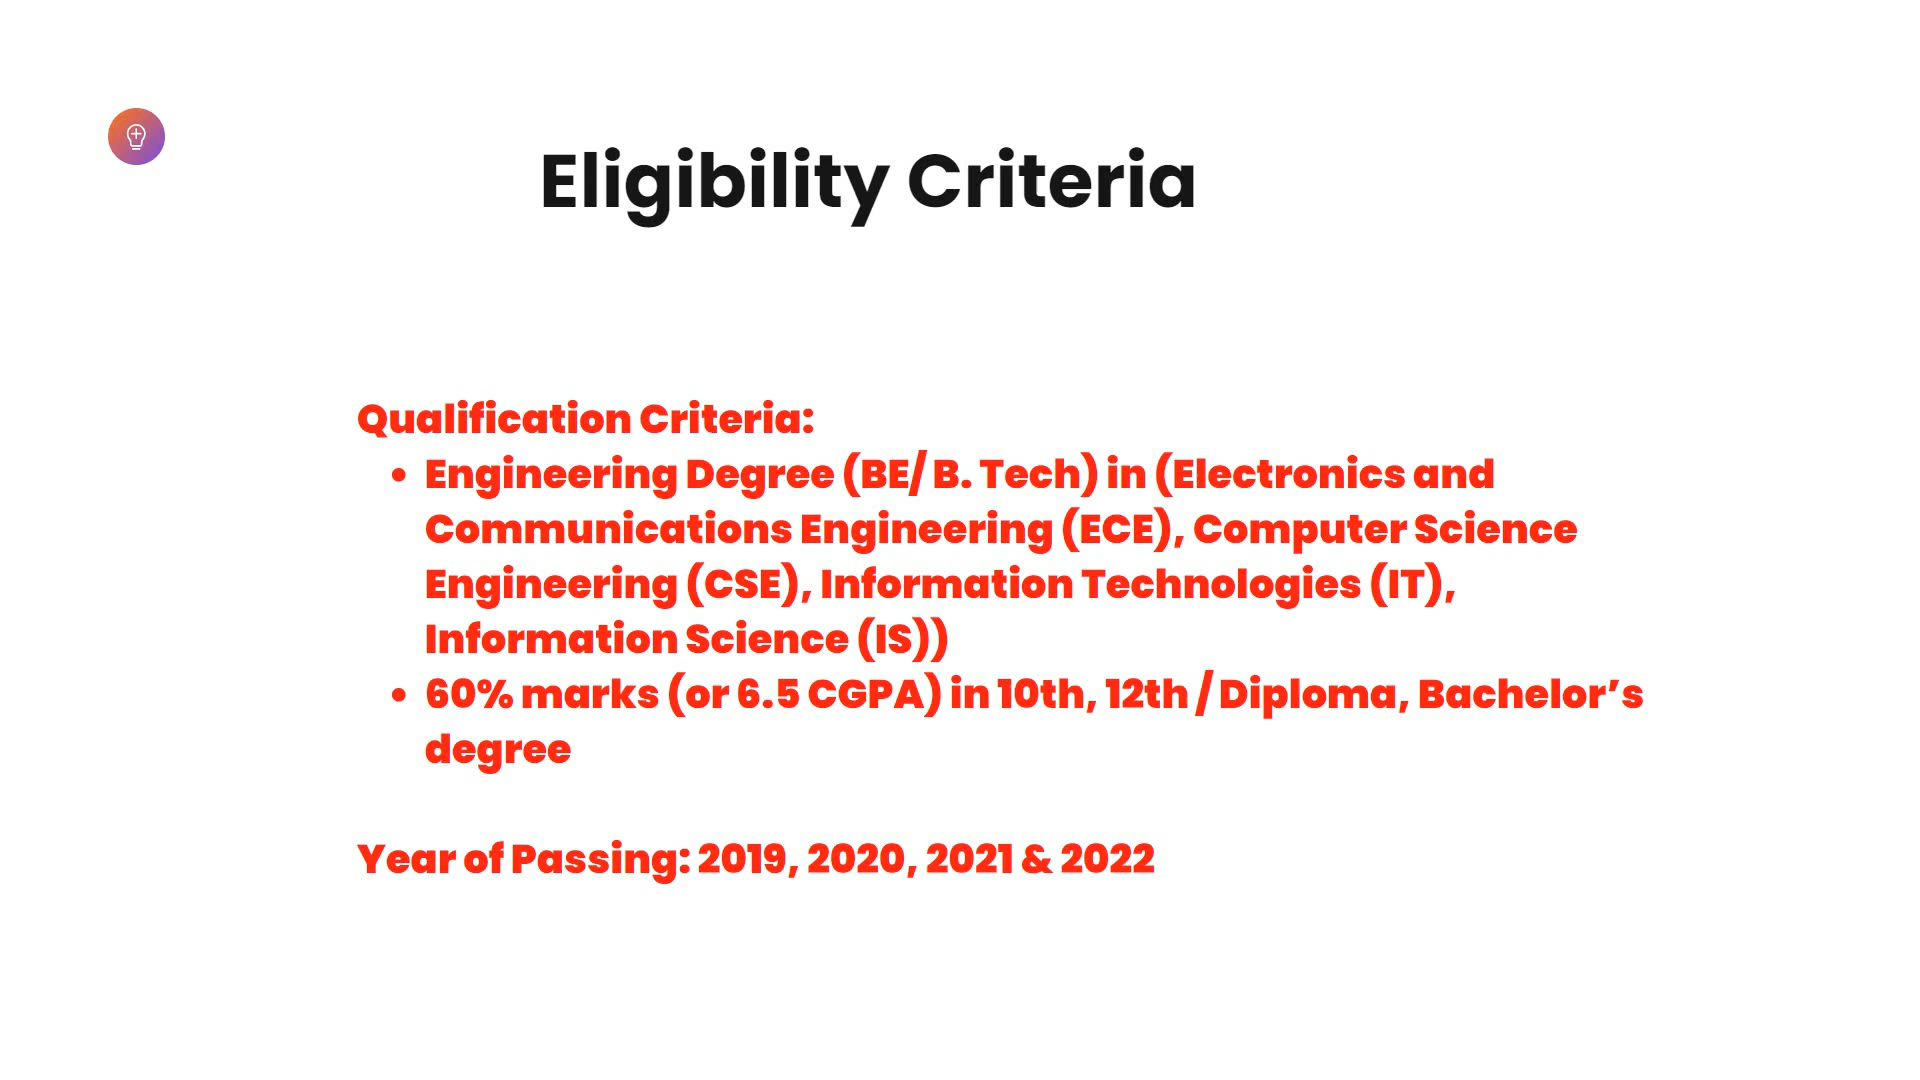 Eligibility Criteria
Qualification Criteria:
• Engineering Degree (BE/ B. Tech) in (Electronics and
Communications Engineering (ECE), Computer Science
Engineering (CSE), Information Technologies (IT),
Information Science (IS))
• 60% marks (or 6.5 CGPA) in 10th, 12th / Diploma, Bachelor’s
degree
Year of Passing: 2019, 2020, 2021 & 2022